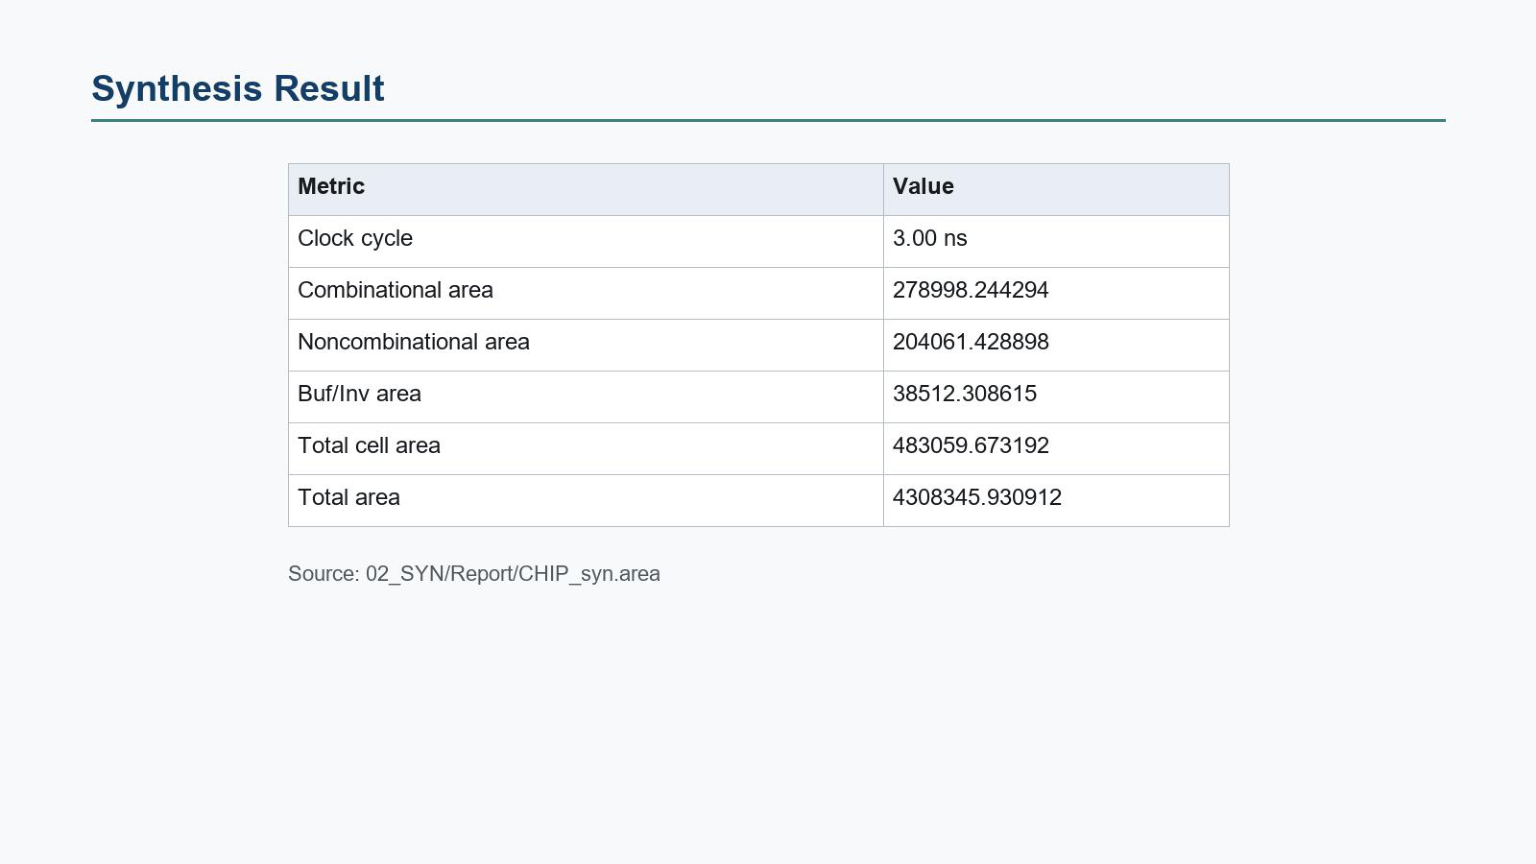 Synthesis Result
Metric Value
Clock cycle 3.00 ns
Combinational area 278998.244294
Noncombinational area 204061.428898
Buf/Inv area 38512.308615
Total cell area 483059.673192
Total area 4308345.930912
Source: 02_SYN/Report/CHIP_syn.area